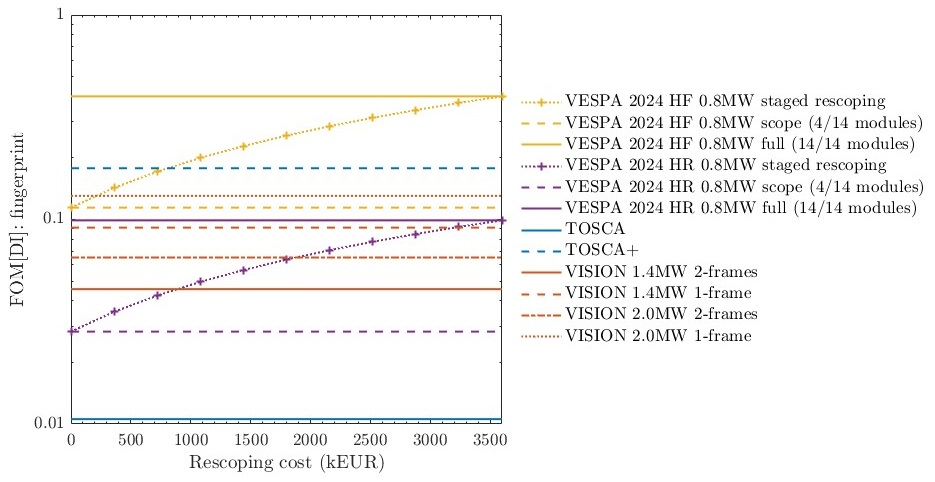 1
0.1
0.01
FOM[DI]: fingerprint
0 500 1000 1500 2000 2500 3000 3500
Rescoping cost (kEUR)
VESPA 2024 HF 0.8MW staged rescoping
VESPA 2024 HF 0.8MW scope (4/14 modules)
VESPA 2024 HF 0.8MW full (14/14 modules)
VESPA 2024 HR 0.8MW staged rescoping
VESPA 2024 HR 0.8MW scope (4/14 modules)
VESPA 2024 HR 0.8MW full (14/14 modules)
TOSCA
TOSCA+
VISION 1.4MW 2-frames
VISION 1.4MW 1-frame
VISION 2.0MW 2-frames
VISION 2.0MW 1-frame